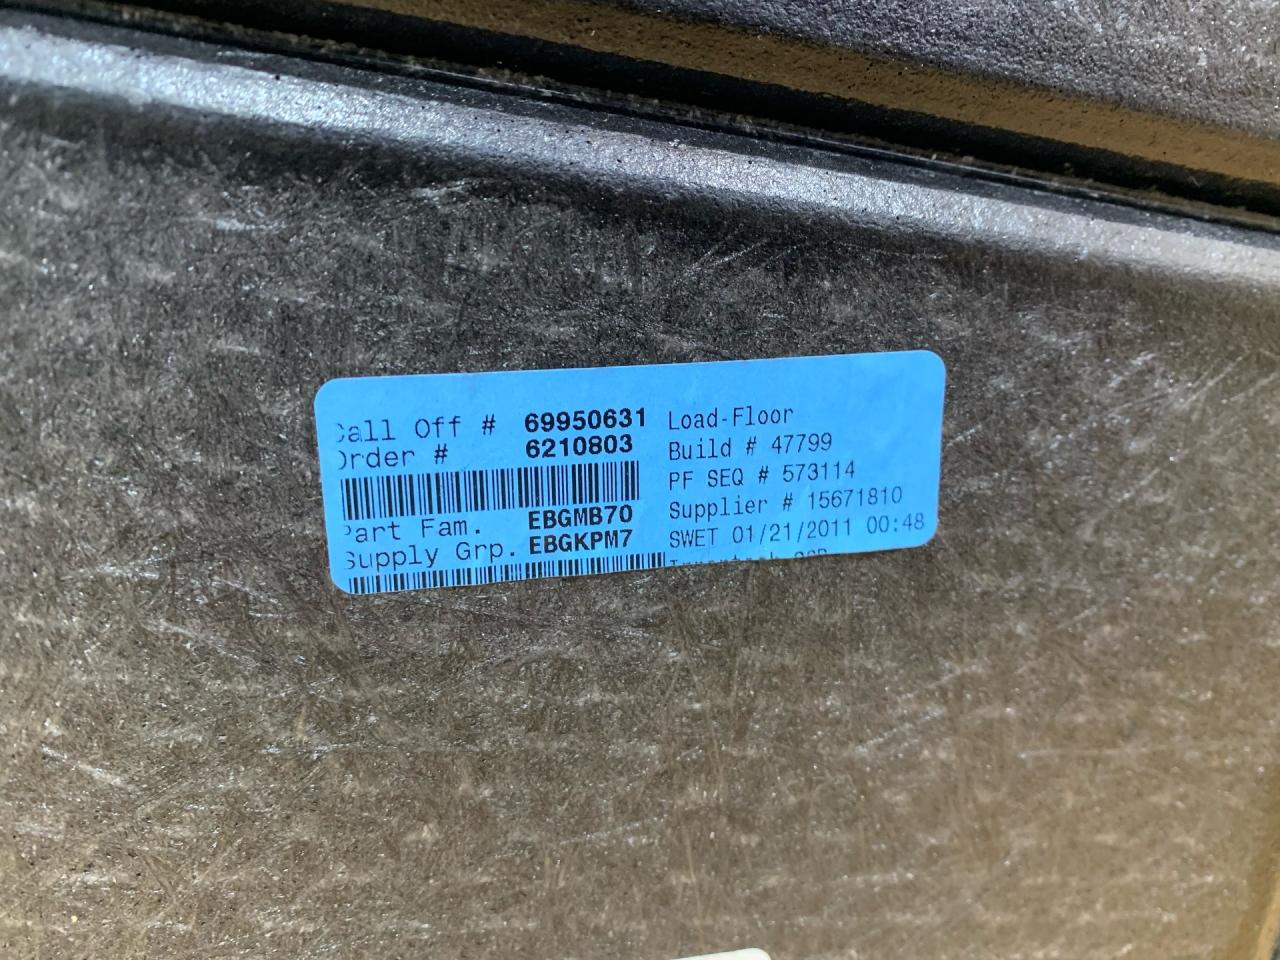 Call Off # 69950631
Order # 6210803
Part Fam. EBGMB70
Supply Grp. EBGKPM7
Load-Floor
Build # 47799
PF SEQ # 573114
Supplier # 15671810
SWET 01/21/2011 00:48